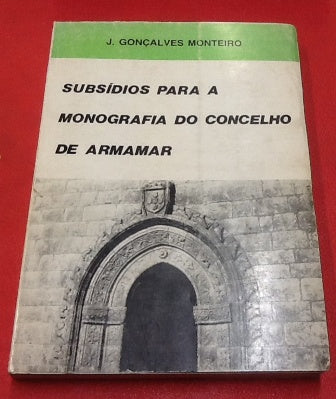 J. GONÇALVES MONTEIRO
SUBSÍDIOS PARA A
MONOGRAFIA DO CONCELHO
DE ARMAMAR